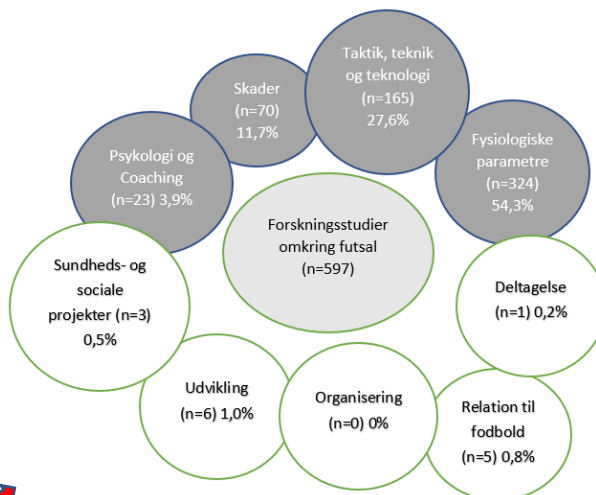 Taktik, teknik
og teknologi
(n=165)
27,6%
Skader
(n=70)
11,7%
Fysiologiske
parametre
(n=324)
54,3%
Psykologi og
Coaching
(n=23) 3,9%
Forskningsstudier
omkring futsal
(n=597)
Sundheds- og
sociale
projekter (n=3)
0,5%
Deltagelse
(n=1) 0,2%
Udvikling
(n=6) 1,0%
Organisering
(n=0) 0%
Relation til
fodbold
(n=5) 0,8%